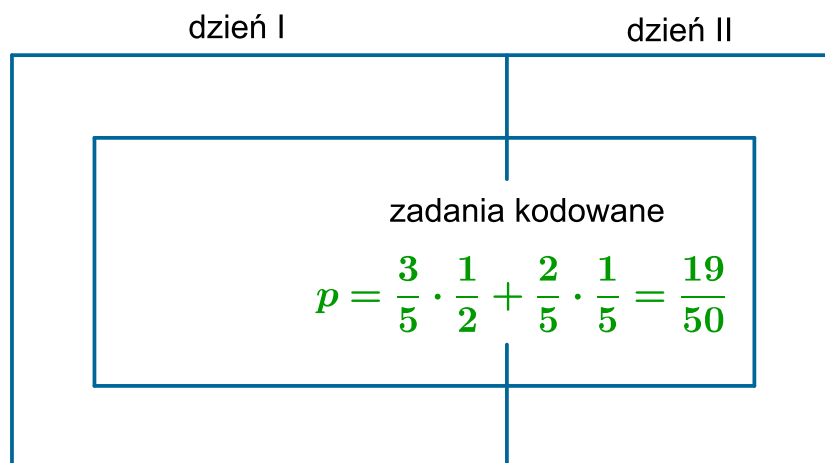 dzień I
dzień II
zadania kodowane
p = 3/5 · 1/2 + 2/5 · 1/5 = 19/50